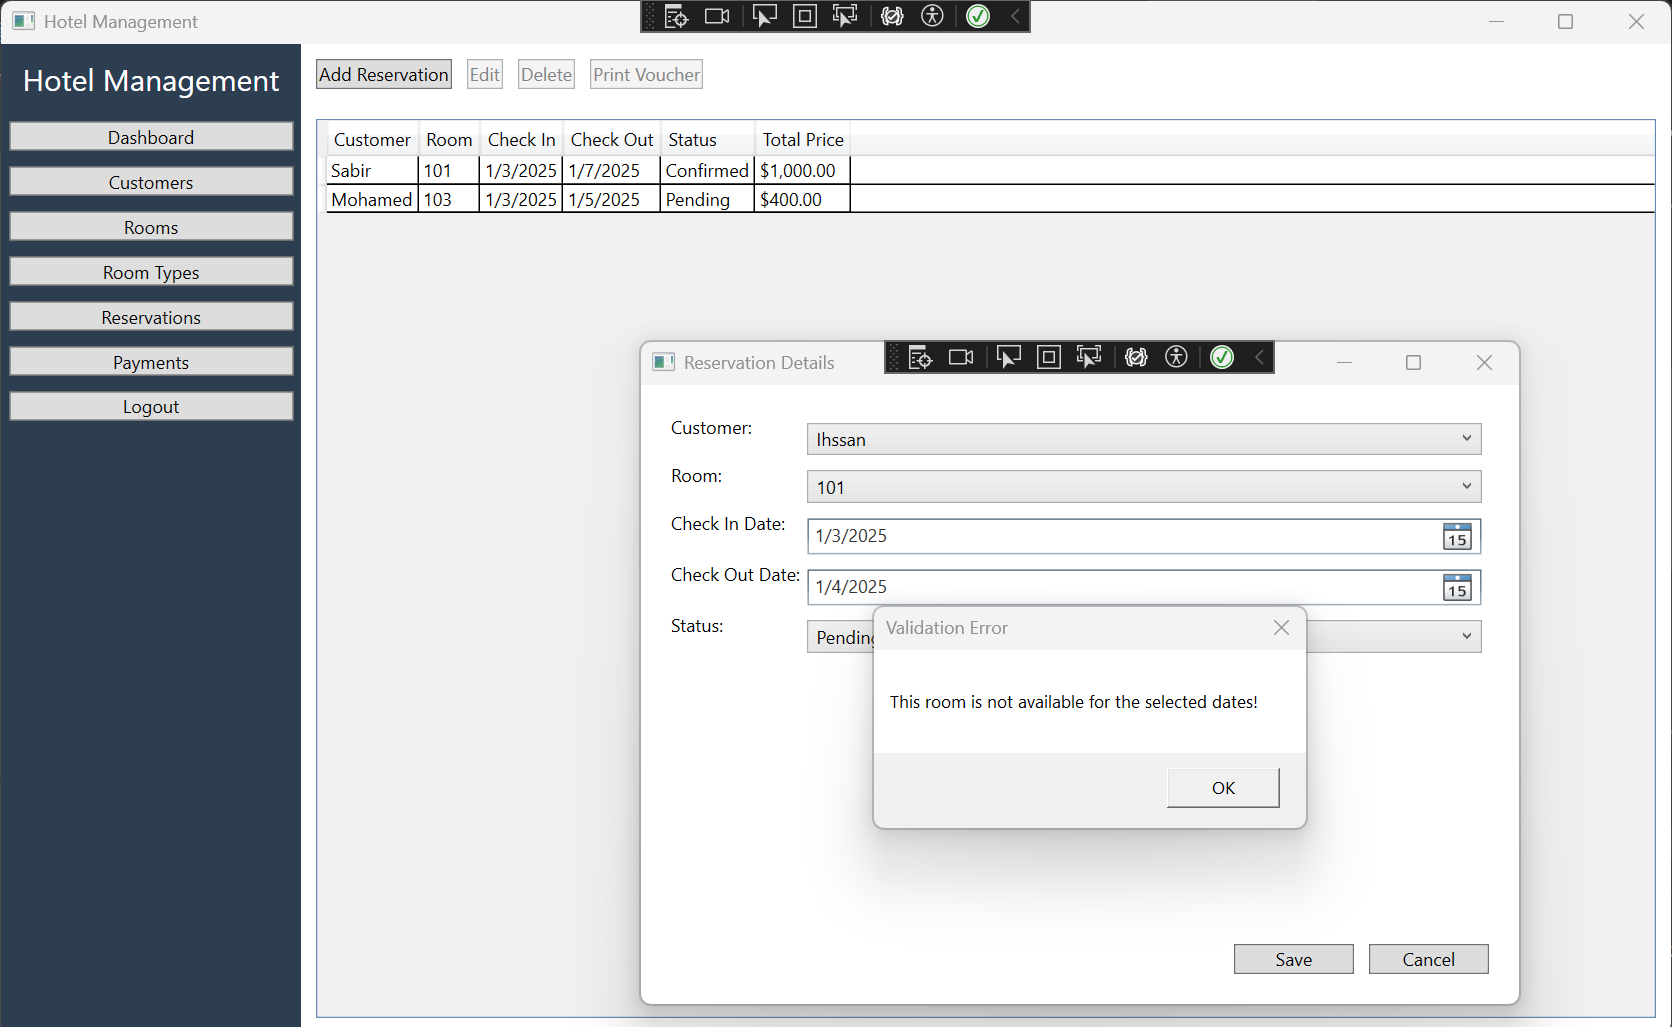 Hotel Management
Hotel Management
Dashboard
Customers
Rooms
Room Types
Reservations
Payments
Logout
Add Reservation Edit Delete Print Voucher
Customer Room Check In Check Out Status Total Price
Sabir 101 1/3/2025 1/7/2025 Confirmed $1,000.00
Mohamed 103 1/3/2025 1/5/2025 Pending $400.00
Reservation Details
Customer: Ihssan
Room: 101
Check In Date: 1/3/2025 15
Check Out Date: 1/4/2025 15
Status: Pending
Validation Error
This room is not available for the selected dates!
OK
Save Cancel